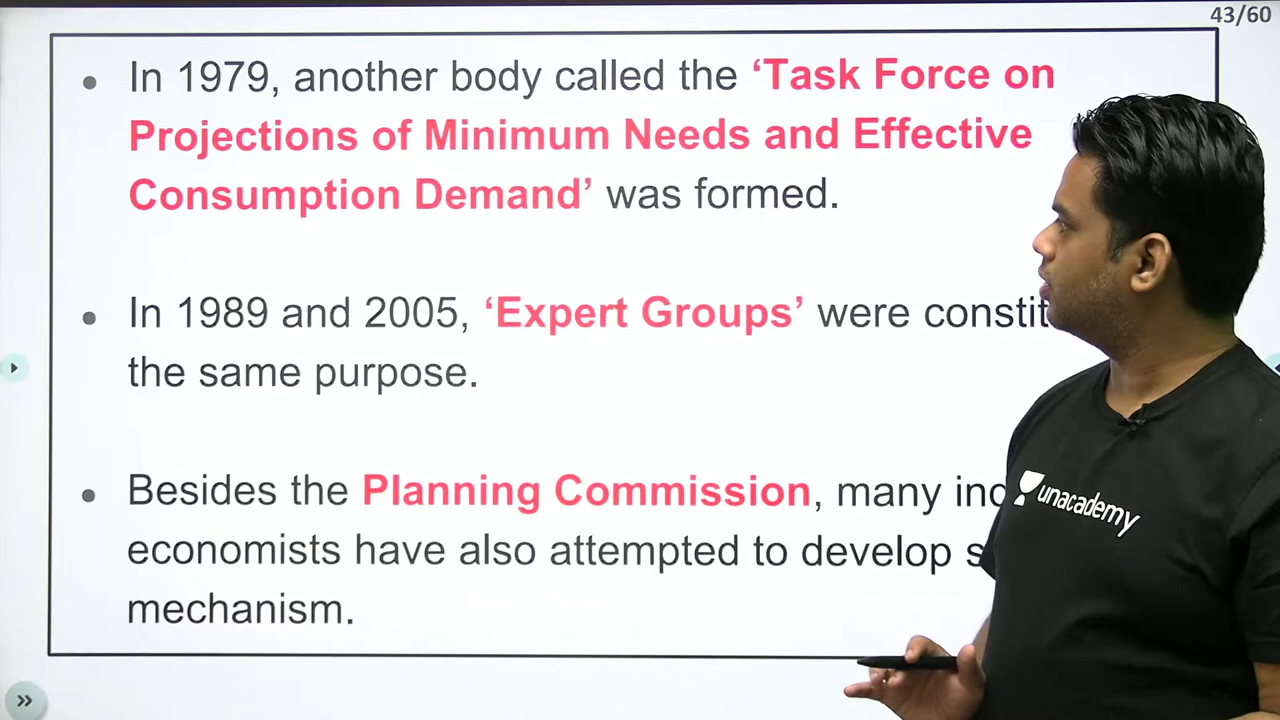 43/60
• In 1979, another body called the ‘Task Force on
Projections of Minimum Needs and Effective
Consumption Demand’ was formed.
• In 1989 and 2005, ‘Expert Groups’ were
the same purpose.
• Besides the Planning Commission, many
economists have also attempted to develop
mechanism.
unacademy